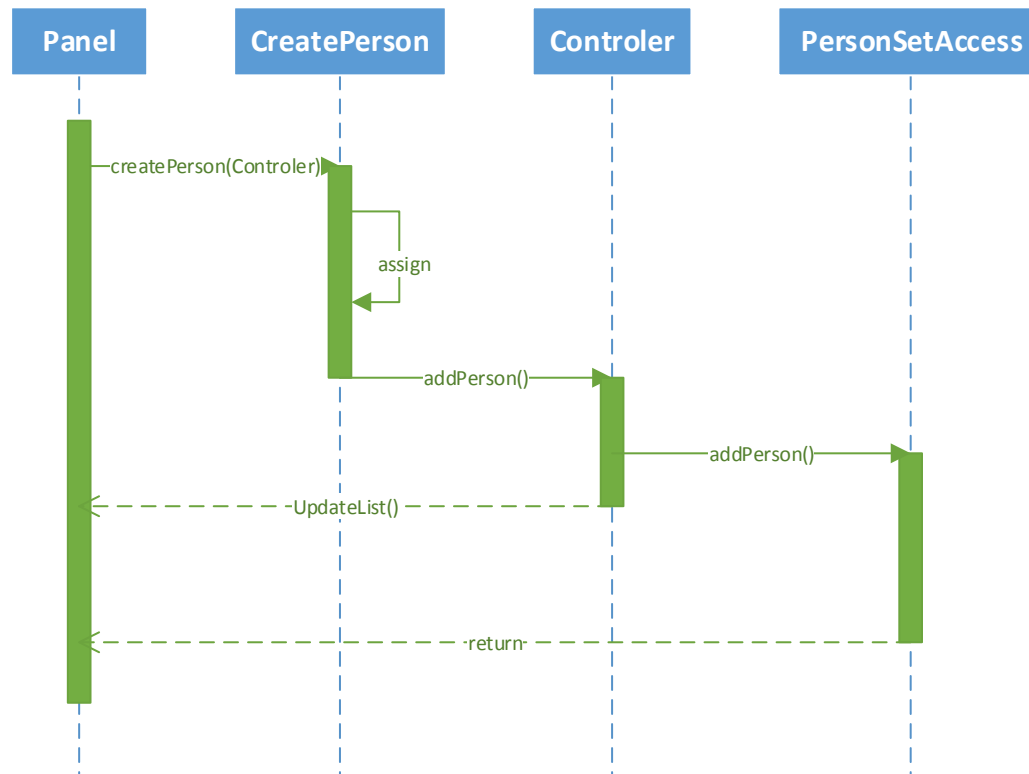 Panel
CreatePerson
Controler
PersonSetAccess
createPerson(Controler)
assign
addPerson()
addPerson()
UpdateList()
return